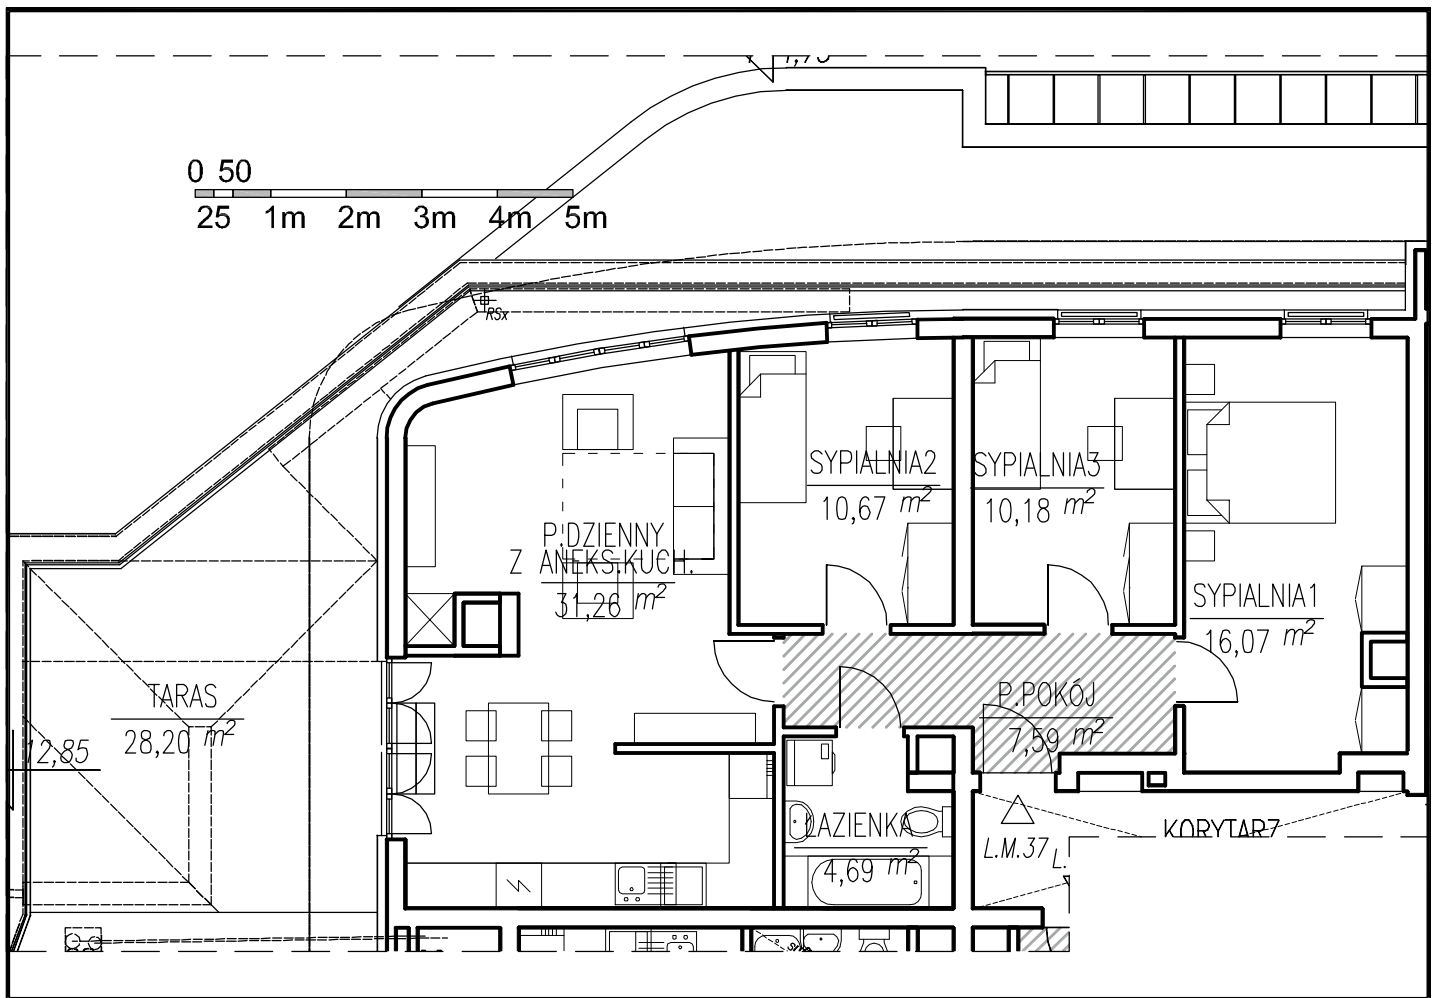 0 50
25 1m 2m 3m 4m 5m
RSx
SYPIALNIA2
10,67 m²
SYPIALNIA3
10,18 m²
P.DZIENNY
Z ANEKS.KUCH.
31,26 m²
SYPIALNIA1
16,07 m²
TARAS
28,20 m²
12,85
P.POKÓJ
7,59 m²
ŁAZIENKA
4,69 m²
KORYTARZ
L.M.37
L.